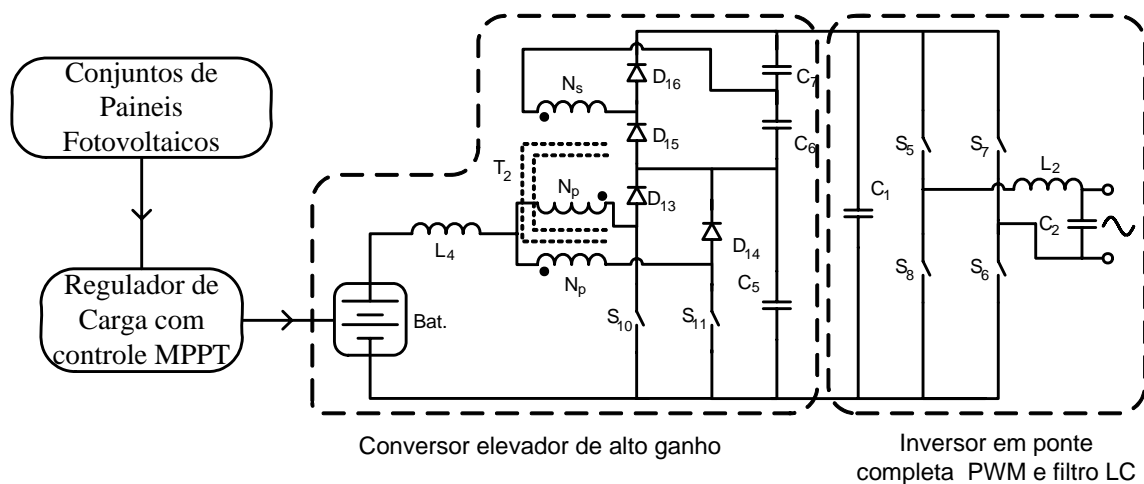 Conjuntos de
Paineis
Fotovoltaicos
Regulador de
Carga com
controle MPPT
Bat.
L4
T2
Ns
Np
Np
D16
D15
D13
D14
S10
S11
C7
C6
C5
C1
S5
S7
S8
S6
L2
C2
Conversor elevador de alto ganho
Inversor em ponte
completa PWM e filtro LC